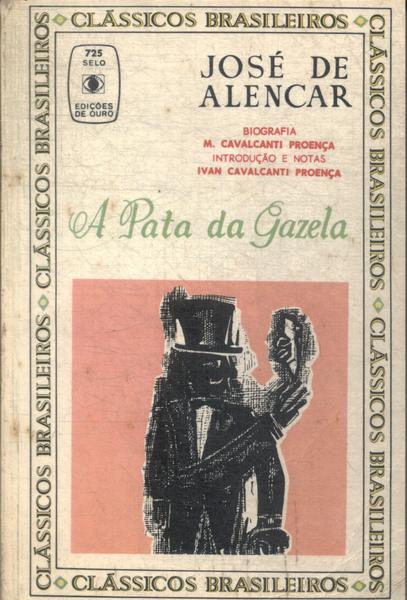 CLÁSSICOS BRASILEIROS
CLÁSSICOS BRASILEIROS
CLÁSSICOS BRASILEIROS
725
SELO
EDIÇÕES
DE OURO
JOSÉ DE
ALENCAR
BIOGRAFIA
M. CAVALCANTI PROENÇA
INTRODUÇÃO E NOTAS
IVAN CAVALCANTI PROENÇA
A Pata da Gazela
CLÁSSICOS BRASILEIROS
CLÁSSICOS BRASILEIROS
CLÁSSICOS BRASILEIROS